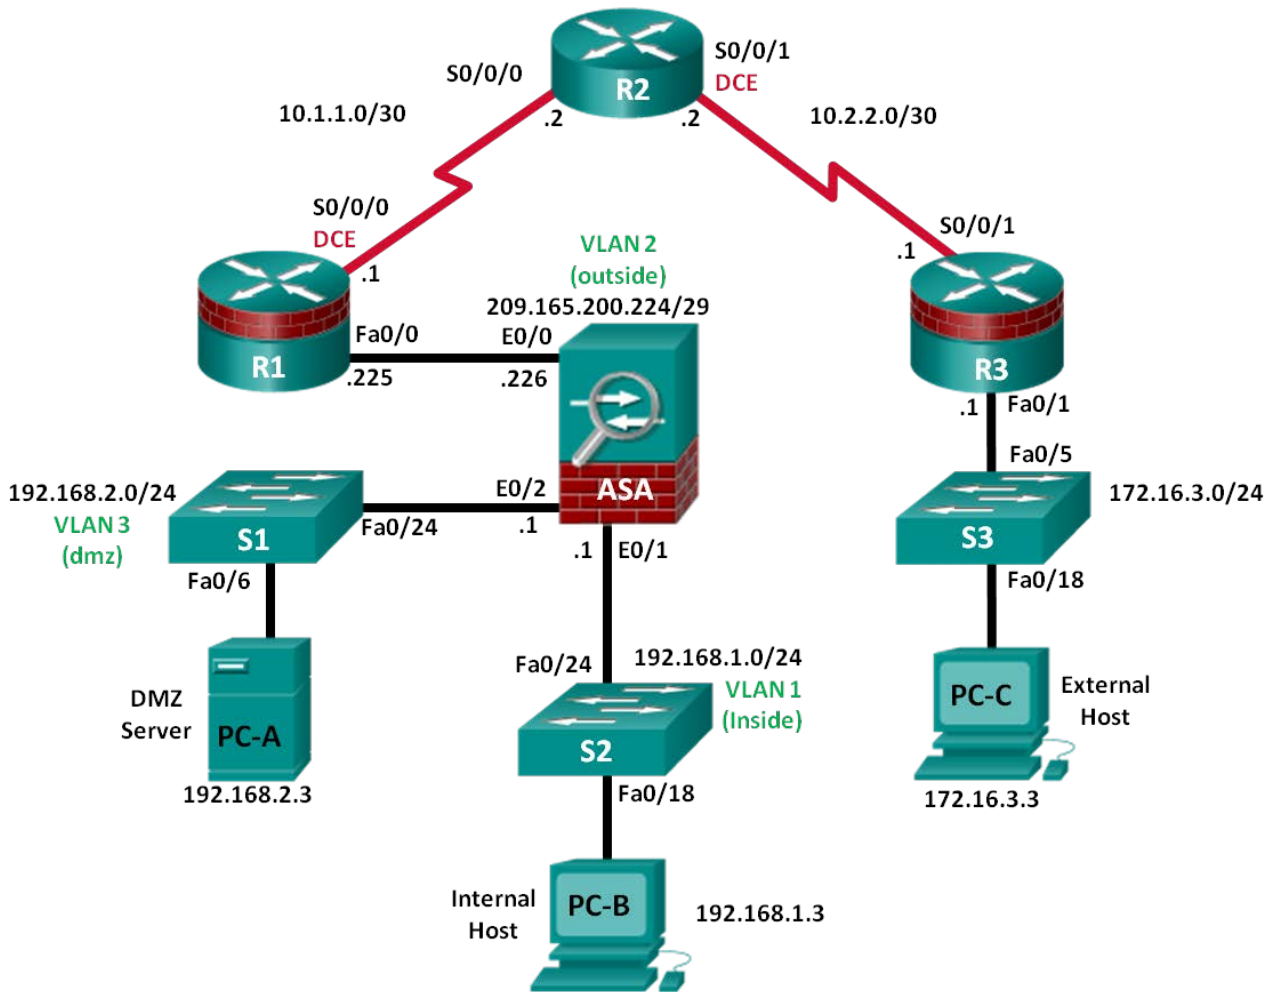 S0/0/0
R2
S0/0/1
DCE
.2
.2
10.1.1.0/30
10.2.2.0/30
S0/0/0
DCE
.1
VLAN 2
(outside)
209.165.200.224/29
S0/0/1
.1
R1
Fa0/0
.225
E0/0
.226
R3
.1
Fa0/1
192.168.2.0/24
VLAN 3
(dmz)
S1
Fa0/24
E0/2
.1
ASA
.1
E0/1
Fa0/5
S3
172.16.3.0/24
Fa0/6
Fa0/18
DMZ
Server
PC-A
192.168.2.3
Fa0/24
192.168.1.0/24
VLAN 1
(Inside)
S2
Fa0/18
PC-C
External
Host
172.16.3.3
Internal
Host
PC-B
192.168.1.3